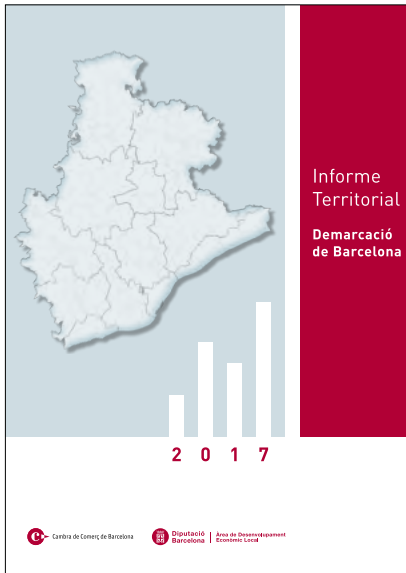 Informe
Territorial
Demarcació
de Barcelona
2 0 1 7
Cambra de Comerç de Barcelona
Diputació
Barcelona
Àrea de Desenvolupament
Econòmic Local